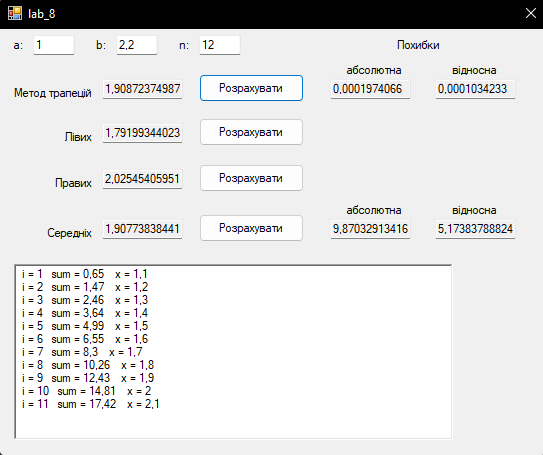 lab_8
a: 1 b: 2,2 n: 12 Похибки
абсолютна відносна
Метод трапецій 1,90872374987 Розрахувати 0,0001974066 0,0001034233
Лівих 1,79199344023 Розрахувати
Правих 2,02545405951 Розрахувати
абсолютна відносна
Середніх 1,90773838441 Розрахувати 9,87032913416 5,17383788824
i = 1 sum = 0,65 x = 1,1
i = 2 sum = 1,47 x = 1,2
i = 3 sum = 2,46 x = 1,3
i = 4 sum = 3,64 x = 1,4
i = 5 sum = 4,99 x = 1,5
i = 6 sum = 6,55 x = 1,6
i = 7 sum = 8,3 x = 1,7
i = 8 sum = 10,26 x = 1,8
i = 9 sum = 12,43 x = 1,9
i = 10 sum = 14,81 x = 2
i = 11 sum = 17,42 x = 2,1